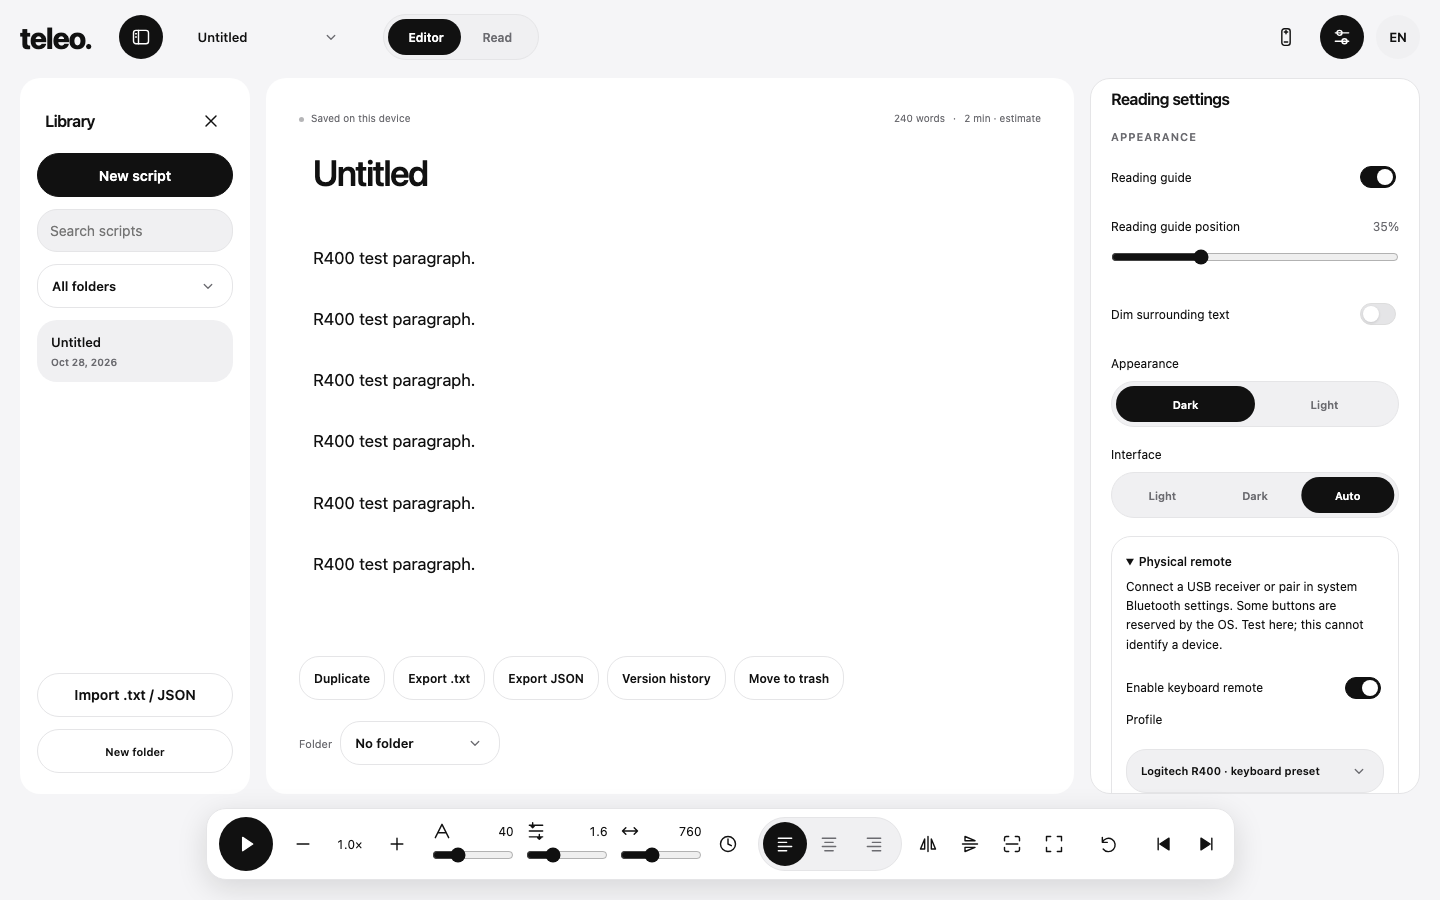 teleo.
Untitled
Editor
Read
EN
Library
New script
Search scripts
All folders
Untitled
Oct 28, 2026
Import .txt / JSON
New folder
Saved on this device
240 words · 2 min · estimate
Untitled
R400 test paragraph.
R400 test paragraph.
R400 test paragraph.
R400 test paragraph.
R400 test paragraph.
R400 test paragraph.
Duplicate
Export .txt
Export JSON
Version history
Move to trash
Folder
No folder
Reading settings
APPEARANCE
Reading guide
Reading guide position
35%
Dim surrounding text
Appearance
Dark
Light
Interface
Light
Dark
Auto
Physical remote
Connect a USB receiver or pair in system
Bluetooth settings. Some buttons are
reserved by the OS. Test here; this cannot
identify a device.
Enable keyboard remote
Profile
Logitech R400 · keyboard preset
1.0×
40
1.6
760